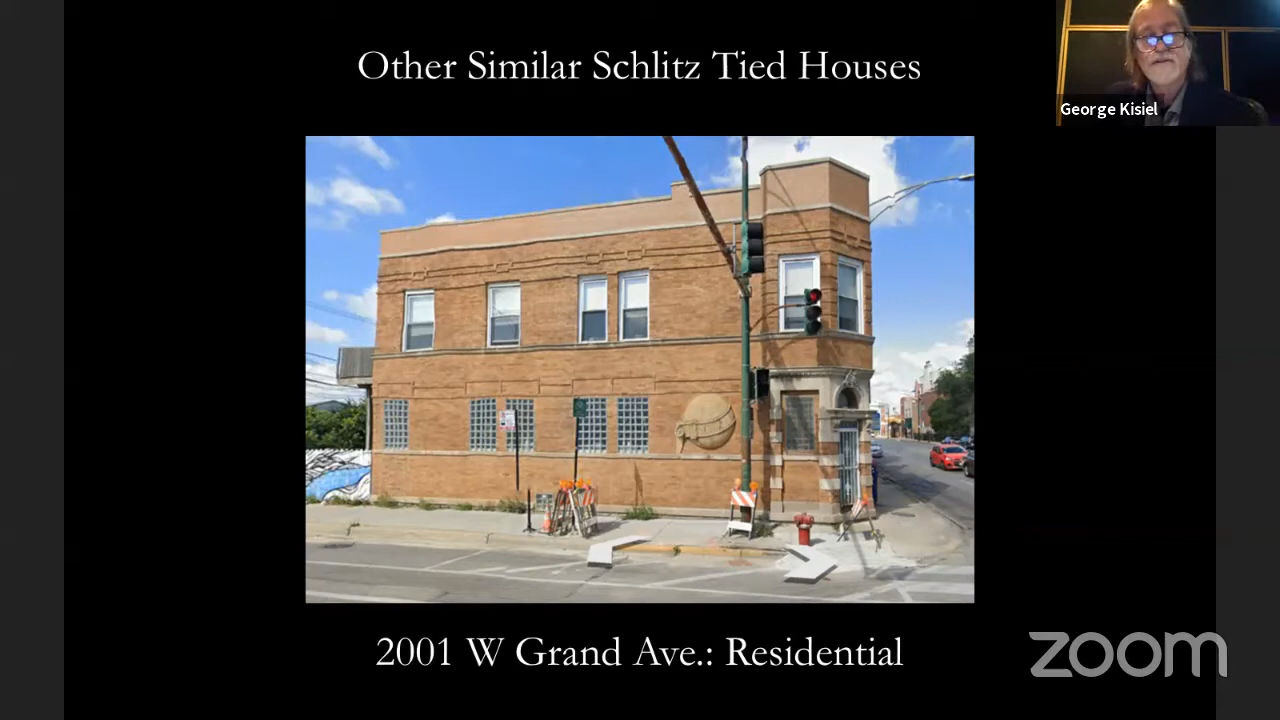 Other Similar Schlitz Tied Houses
George Kisiel
2001 W Grand Ave.: Residential
zoom